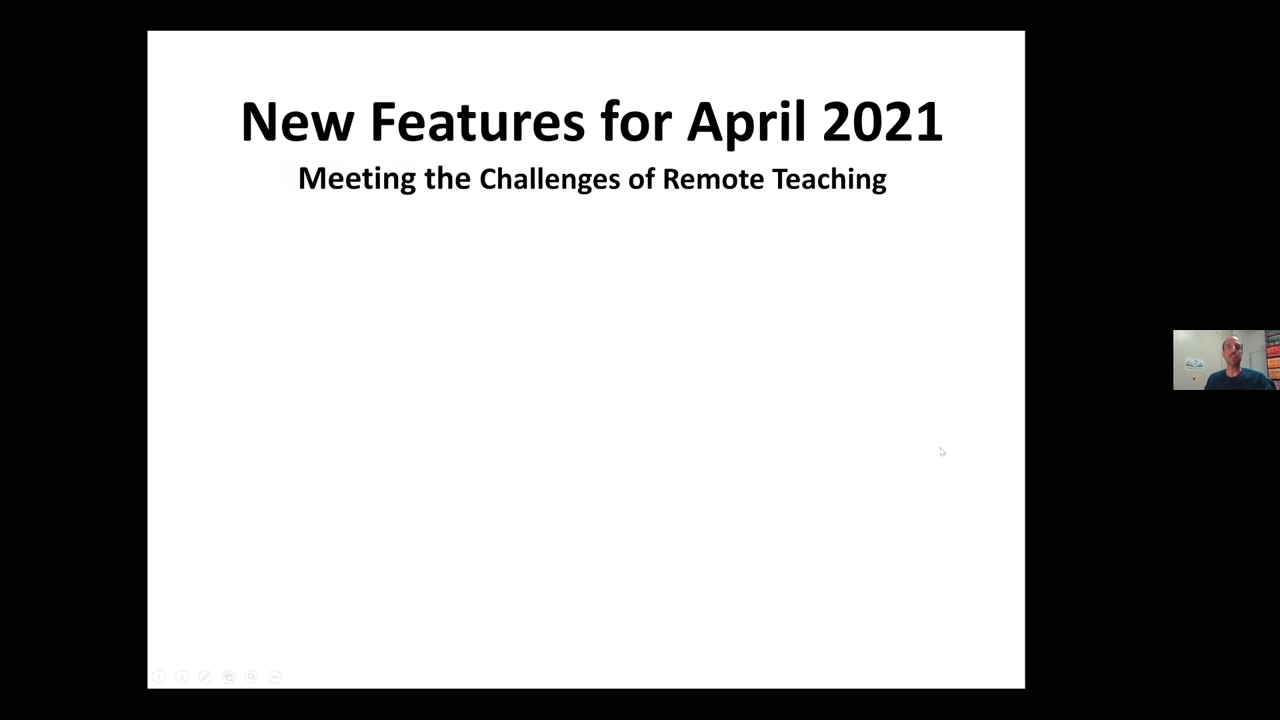 New Features for April 2021
Meeting the Challenges of Remote Teaching